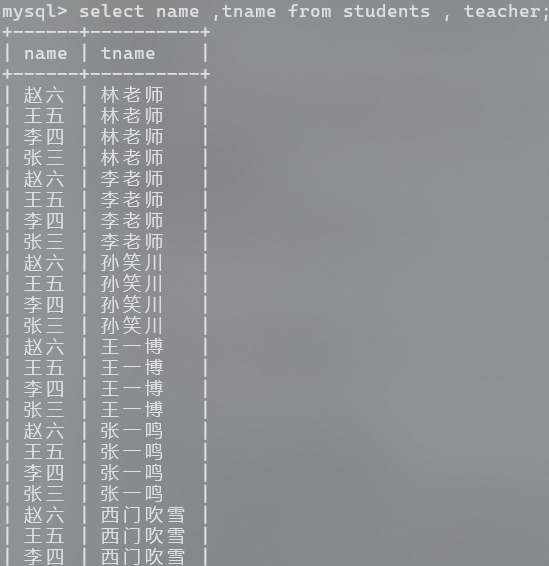 mysql> select name ,tname from students , teacher;
+------+----------+
| name | tname    |
+------+----------+
| 赵六 | 林老师   |
| 王五 | 林老师   |
| 李四 | 林老师   |
| 张三 | 林老师   |
| 赵六 | 李老师   |
| 王五 | 李老师   |
| 李四 | 李老师   |
| 张三 | 李老师   |
| 赵六 | 孙笑川   |
| 王五 | 孙笑川   |
| 李四 | 孙笑川   |
| 张三 | 孙笑川   |
| 赵六 | 王一博   |
| 王五 | 王一博   |
| 李四 | 王一博   |
| 张三 | 王一博   |
| 赵六 | 张一鸣   |
| 王五 | 张一鸣   |
| 李四 | 张一鸣   |
| 张三 | 张一鸣   |
| 赵六 | 西门吹雪 |
| 王五 | 西门吹雪 |
| 李四 | 西门吹雪 |